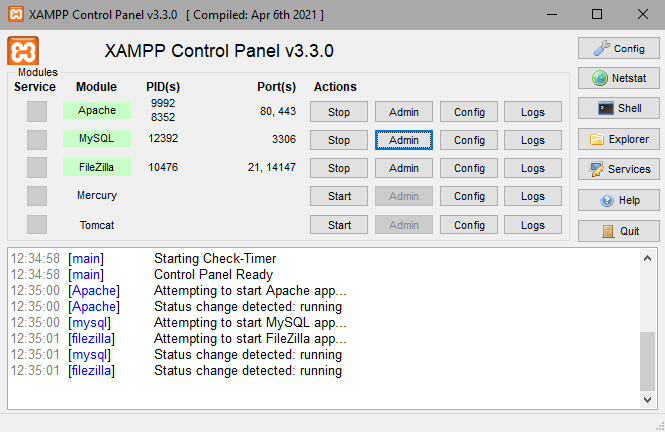 XAMPP Control Panel v3.3.0 [ Compiled: Apr 6th 2021 ]
XAMPP Control Panel v3.3.0
Config
Modules
Service Module PID(s) Port(s) Actions
Netstat
Apache 9992 8352 80, 443 Stop Admin Config Logs
Shell
MySQL 12392 3306 Stop Admin Config Logs
Explorer
FileZilla 10476 21, 14147 Stop Admin Config Logs
Services
Mercury Start Admin Config Logs
Help
Tomcat Start Admin Config Logs
Quit
12:34:58 [main] Starting Check-Timer
12:34:58 [main] Control Panel Ready
12:35:00 [Apache] Attempting to start Apache app...
12:35:00 [Apache] Status change detected: running
12:35:00 [mysql] Attempting to start MySQL app...
12:35:01 [filezilla] Attempting to start FileZilla app...
12:35:01 [mysql] Status change detected: running
12:35:01 [filezilla] Status change detected: running